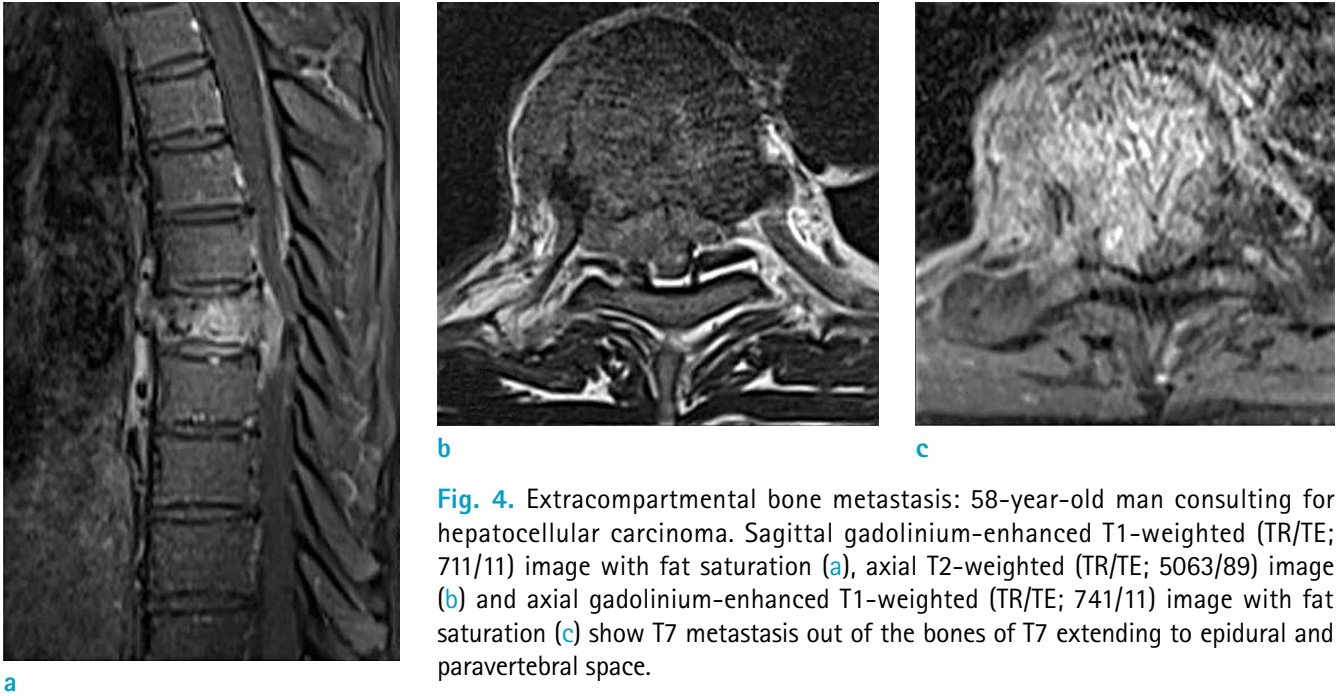 b
c
Fig. 4. Extracompartmental bone metastasis: 58-year-old man consulting for
hepatocellular carcinoma. Sagittal gadolinium-enhanced T1-weighted (TR/TE;
711/11) image with fat saturation (a), axial T2-weighted (TR/TE; 5063/89) image
(b) and axial gadolinium-enhanced T1-weighted (TR/TE; 741/11) image with fat
saturation (c) show T7 metastasis out of the bones of T7 extending to epidural and
paravertebral space.
a